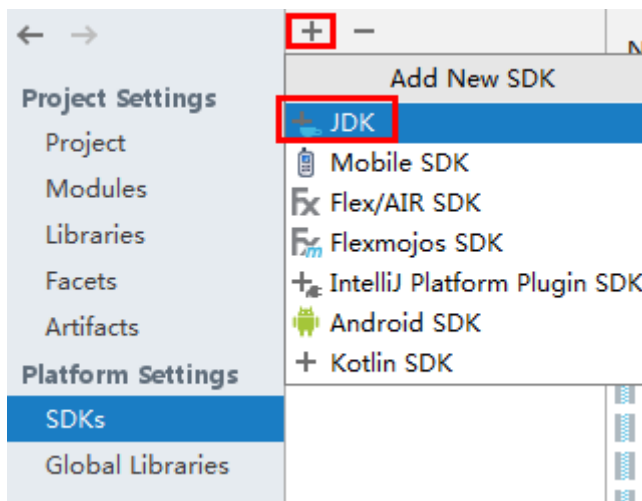 Project Settings
Project
Modules
Libraries
Facets
Artifacts
Platform Settings
SDKs
Global Libraries
Add New SDK
JDK
Mobile SDK
Flex/AIR SDK
Flexmojos SDK
IntelliJ Platform Plugin SDK
Android SDK
Kotlin SDK